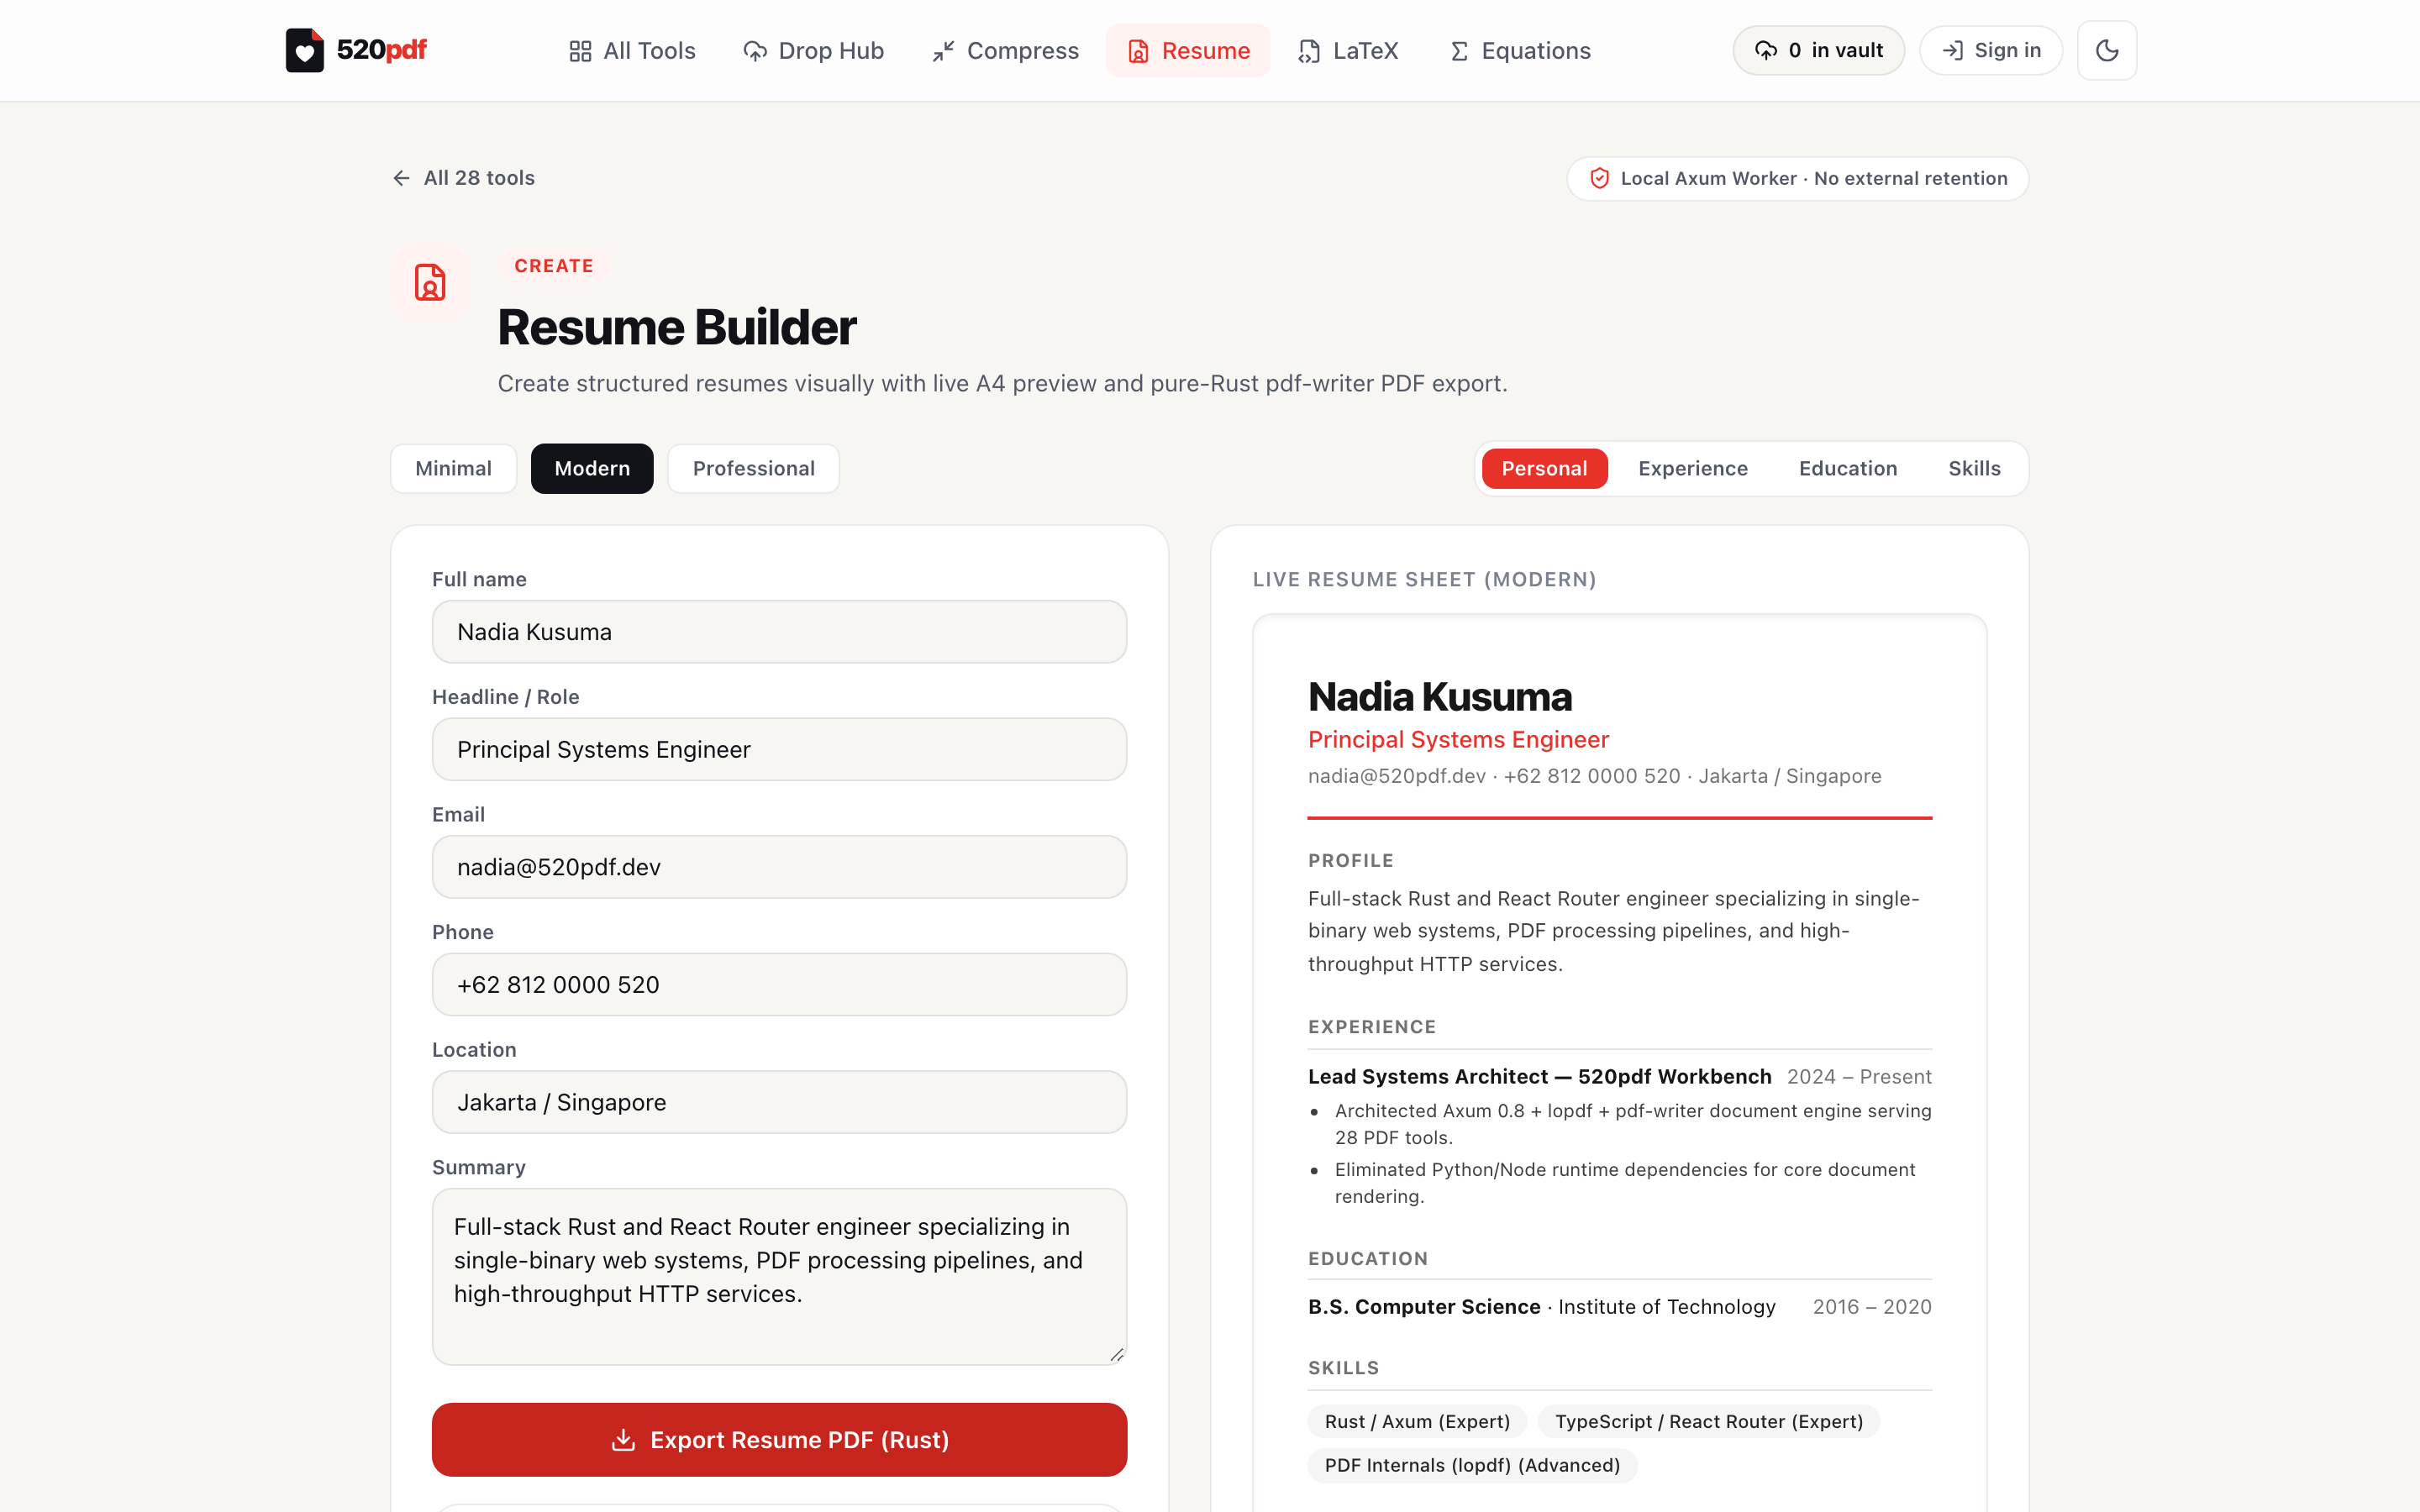 520pdf
All Tools
Drop Hub
Compress
Resume
LaTeX
Equations
0 in vault
Sign in
All 28 tools
Local Axum Worker · No external retention
CREATE
Resume Builder
Create structured resumes visually with live A4 preview and pure-Rust pdf-writer PDF export.
Minimal
Modern
Professional
Personal
Experience
Education
Skills
Full name
Nadia Kusuma
Headline / Role
Principal Systems Engineer
Email
nadia@520pdf.dev
Phone
+62 812 0000 520
Location
Jakarta / Singapore
Summary
Full-stack Rust and React Router engineer specializing in
single-binary web systems, PDF processing pipelines, and
high-throughput HTTP services.
Export Resume PDF (Rust)
LIVE RESUME SHEET (MODERN)
Nadia Kusuma
Principal Systems Engineer
nadia@520pdf.dev · +62 812 0000 520 · Jakarta / Singapore
PROFILE
Full-stack Rust and React Router engineer specializing in single-
binary web systems, PDF processing pipelines, and high-
throughput HTTP services.
EXPERIENCE
Lead Systems Architect — 520pdf Workbench 2024 – Present
• Architected Axum 0.8 + lopdf + pdf-writer document engine serving
28 PDF tools.
• Eliminated Python/Node runtime dependencies for core document
rendering.
EDUCATION
B.S. Computer Science · Institute of Technology 2016 – 2020
SKILLS
Rust / Axum (Expert)
TypeScript / React Router (Expert)
PDF Internals (lopdf) (Advanced)